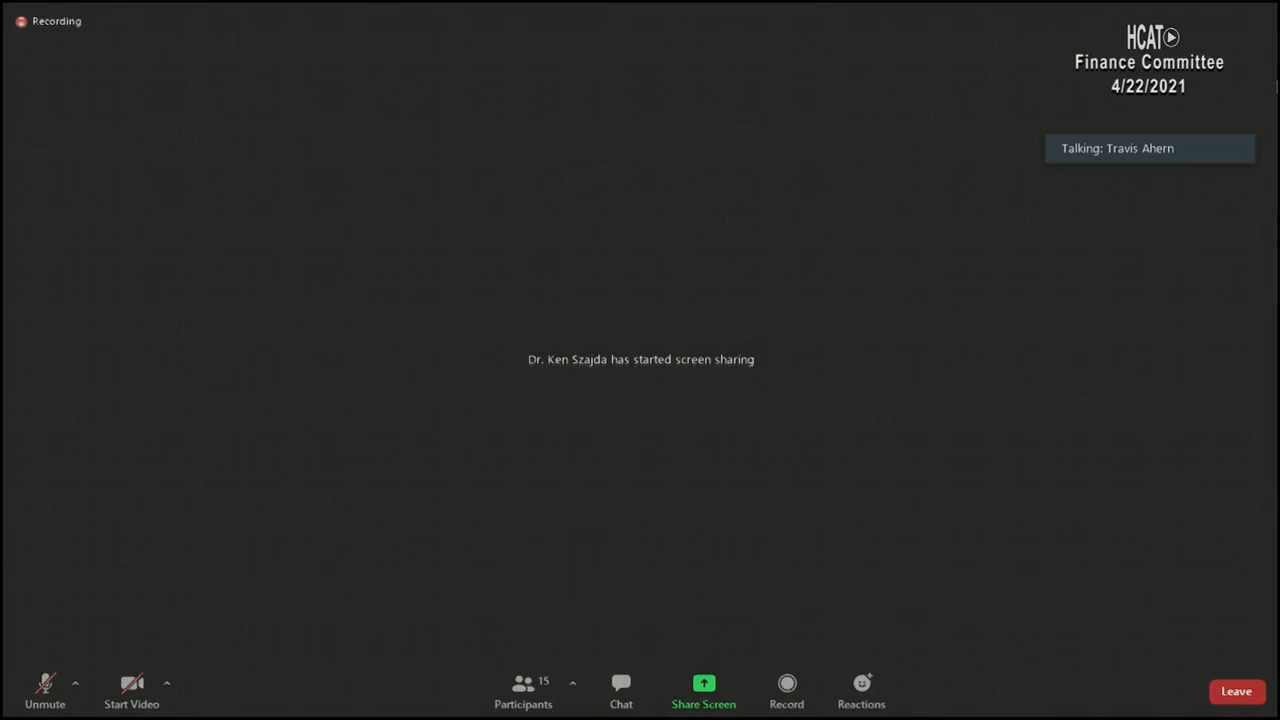 Recording
HCAT
Finance Committee
4/22/2021
Talking: Travis Ahern
Dr. Ken Szajda has started screen sharing
Unmute
Start Video
Participants 15
Chat
Share Screen
Record
Reactions
Leave